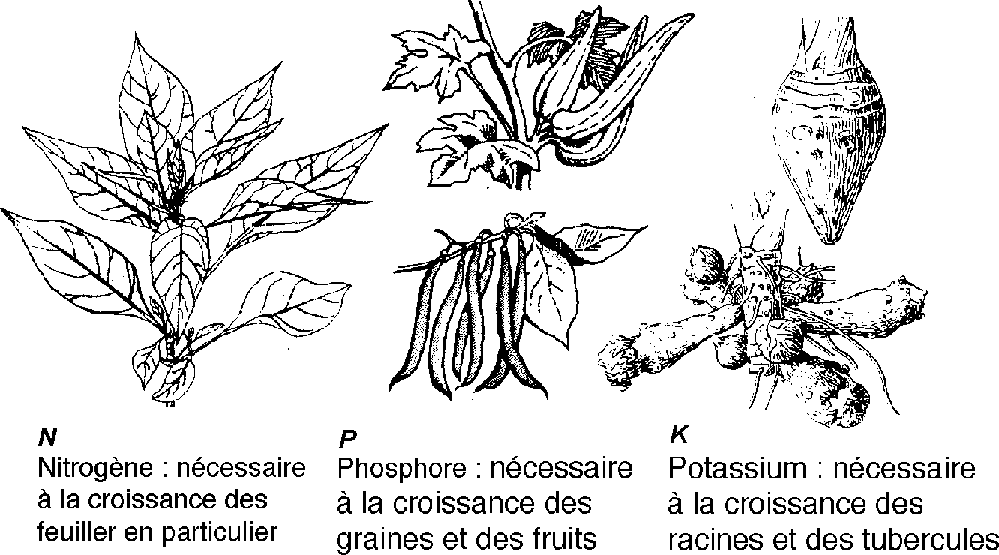 N
Nitrogène : nécessaire
à la croissance des
feuiller en particulier
P
Phosphore : nécessaire
à la croissance des
graines et des fruits
K
Potassium : nécessaire
à la croissance des
racines et des tubercules